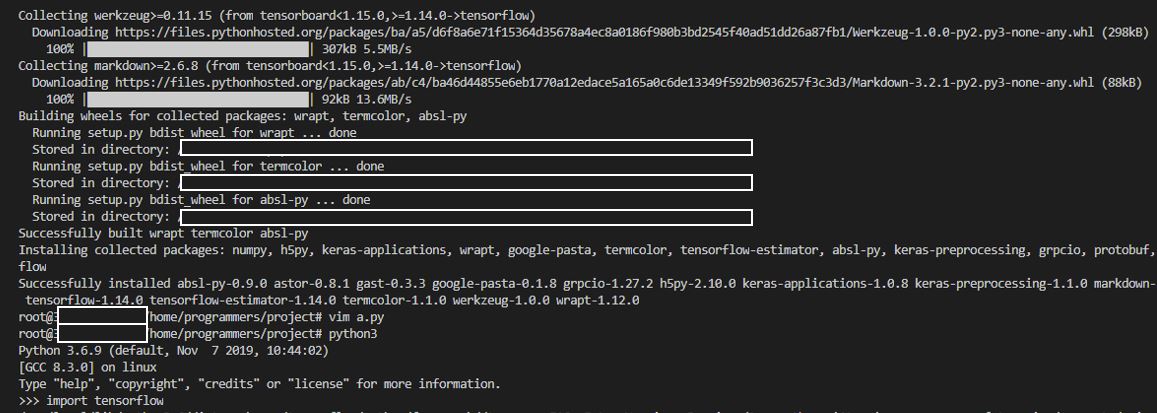 Collecting werkzeug>=0.11.15 (from tensorboard<1.15.0,>=1.14.0->tensorflow)
Downloading https://files.pythonhosted.org/packages/ba/a5/d6f8a6e71f15364d35678a4ec8a0186f980b3bd2545f40ad51dd26a87fb1/Werkzeug-1.0.0-py2.py3-none-any.whl (298kB)
100% || 307kB 5.5MB/s
Collecting markdown>=2.6.8 (from tensorboard<1.15.0,>=1.14.0->tensorflow)
Downloading https://files.pythonhosted.org/packages/ab/c4/ba46d44855e6eb1770a12edace5a165a0c6de13349f592b9036257f3c3d3/Markdown-3.2.1-py2.py3-none-any.whl (88kB)
100% || 92kB 13.6MB/s
Building wheels for collected packages: wrapt, termcolor, absl-py
Running setup.py bdist_wheel for wrapt ... done
Stored in directory: /
Running setup.py bdist_wheel for termcolor ... done
Stored in directory: /
Running setup.py bdist_wheel for absl-py ... done
Stored in directory: /
Successfully built wrapt termcolor absl-py
Installing collected packages: numpy, h5py, keras-applications, wrapt, google-pasta, termcolor, tensorflow-estimator, absl-py, keras-preprocessing, grpcio, protobuf,
flow
Successfully installed absl-py-0.9.0 astor-0.8.1 gast-0.3.3 google-pasta-0.1.8 grpcio-1.27.2 h5py-2.10.0 keras-applications-1.0.8 keras-preprocessing-1.1.0 markdown-
tensorflow-1.14.0 tensorflow-estimator-1.14.0 termcolor-1.1.0 werkzeug-1.0.0 wrapt-1.12.0
root@ /home/programmers/project# vim a.py
root@ /home/programmers/project# python3
Python 3.6.9 (default, Nov  7 2019, 10:44:02)
[GCC 8.3.0] on linux
Type "help", "copyright", "credits" or "license" for more information.
>>> import tensorflow